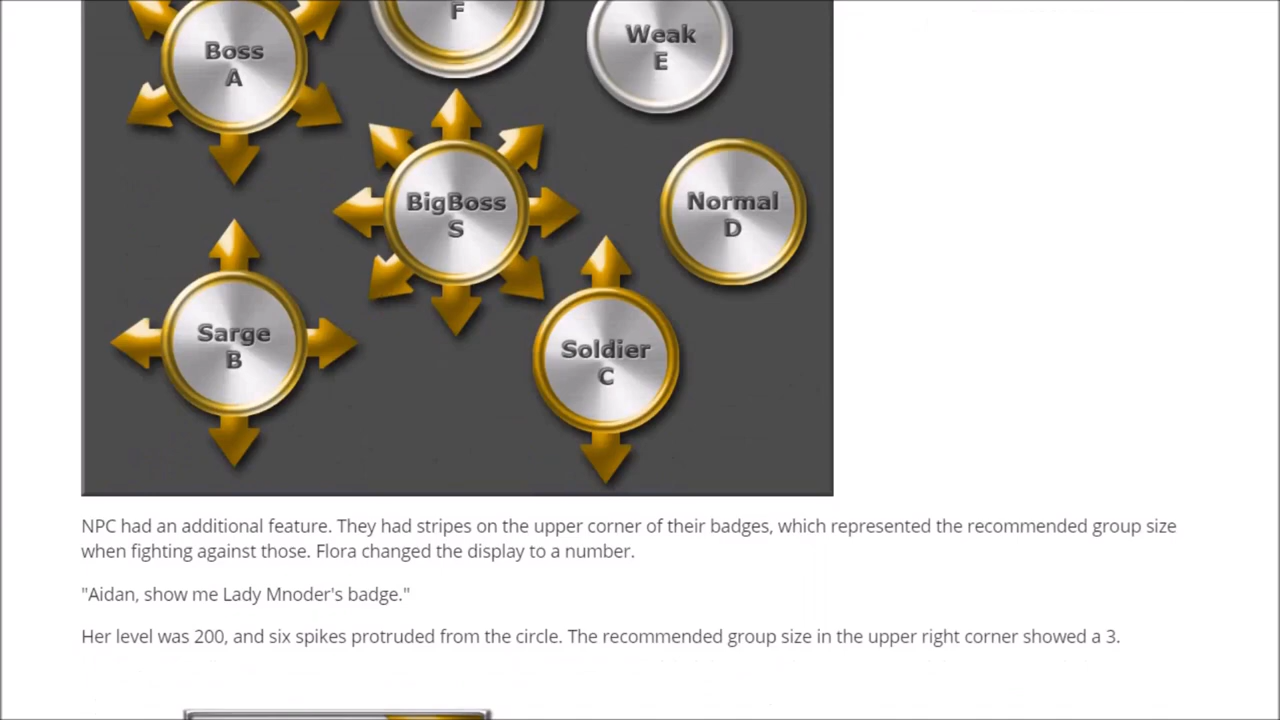 F
Boss
A
Weak
E
BigBoss
S
Normal
D
Sarge
B
Soldier
C
NPC had an additional feature. They had stripes on the upper corner of their badges, which represented the recommended group size
when fighting against those. Flora changed the display to a number.
"Aidan, show me Lady Mnoder's badge."
Her level was 200, and six spikes protruded from the circle. The recommended group size in the upper right corner showed a 3.